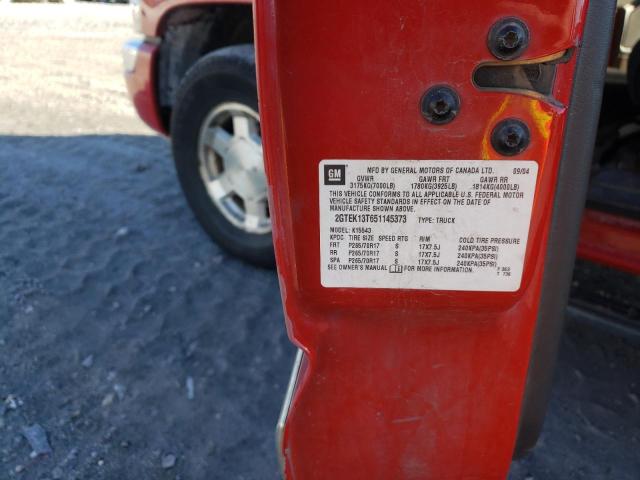 GM
MFD BY GENERAL MOTORS OF CANADA LTD. 09/04
GVWR GAWR FRT GAWR RR
3175KG(7000LB) 1780KG(3925LB) 1814KG(4000LB)
THIS VEHICLE CONFORMS TO ALL APPLICABLE U.S. FEDERAL MOTOR
VEHICLE SAFETY STANDARDS IN EFFECT ON THE DATE OF
MANUFACTURE SHOWN ABOVE.
2GTEK13T651145373 TYPE: TRUCK
MODEL: K15543
KPDC TIRE SIZE SPEED RTG RIM COLD TIRE PRESSURE
FRT P265/70R17 S 17X7.5J 240KPA(35PSI)
RR P265/70R17 S 17X7.5J 240KPA(35PSI)
SPA P265/70R17 S 17X7.5J 240KPA(35PSI)
SEE OWNER'S MANUAL FOR MORE INFORMATION.